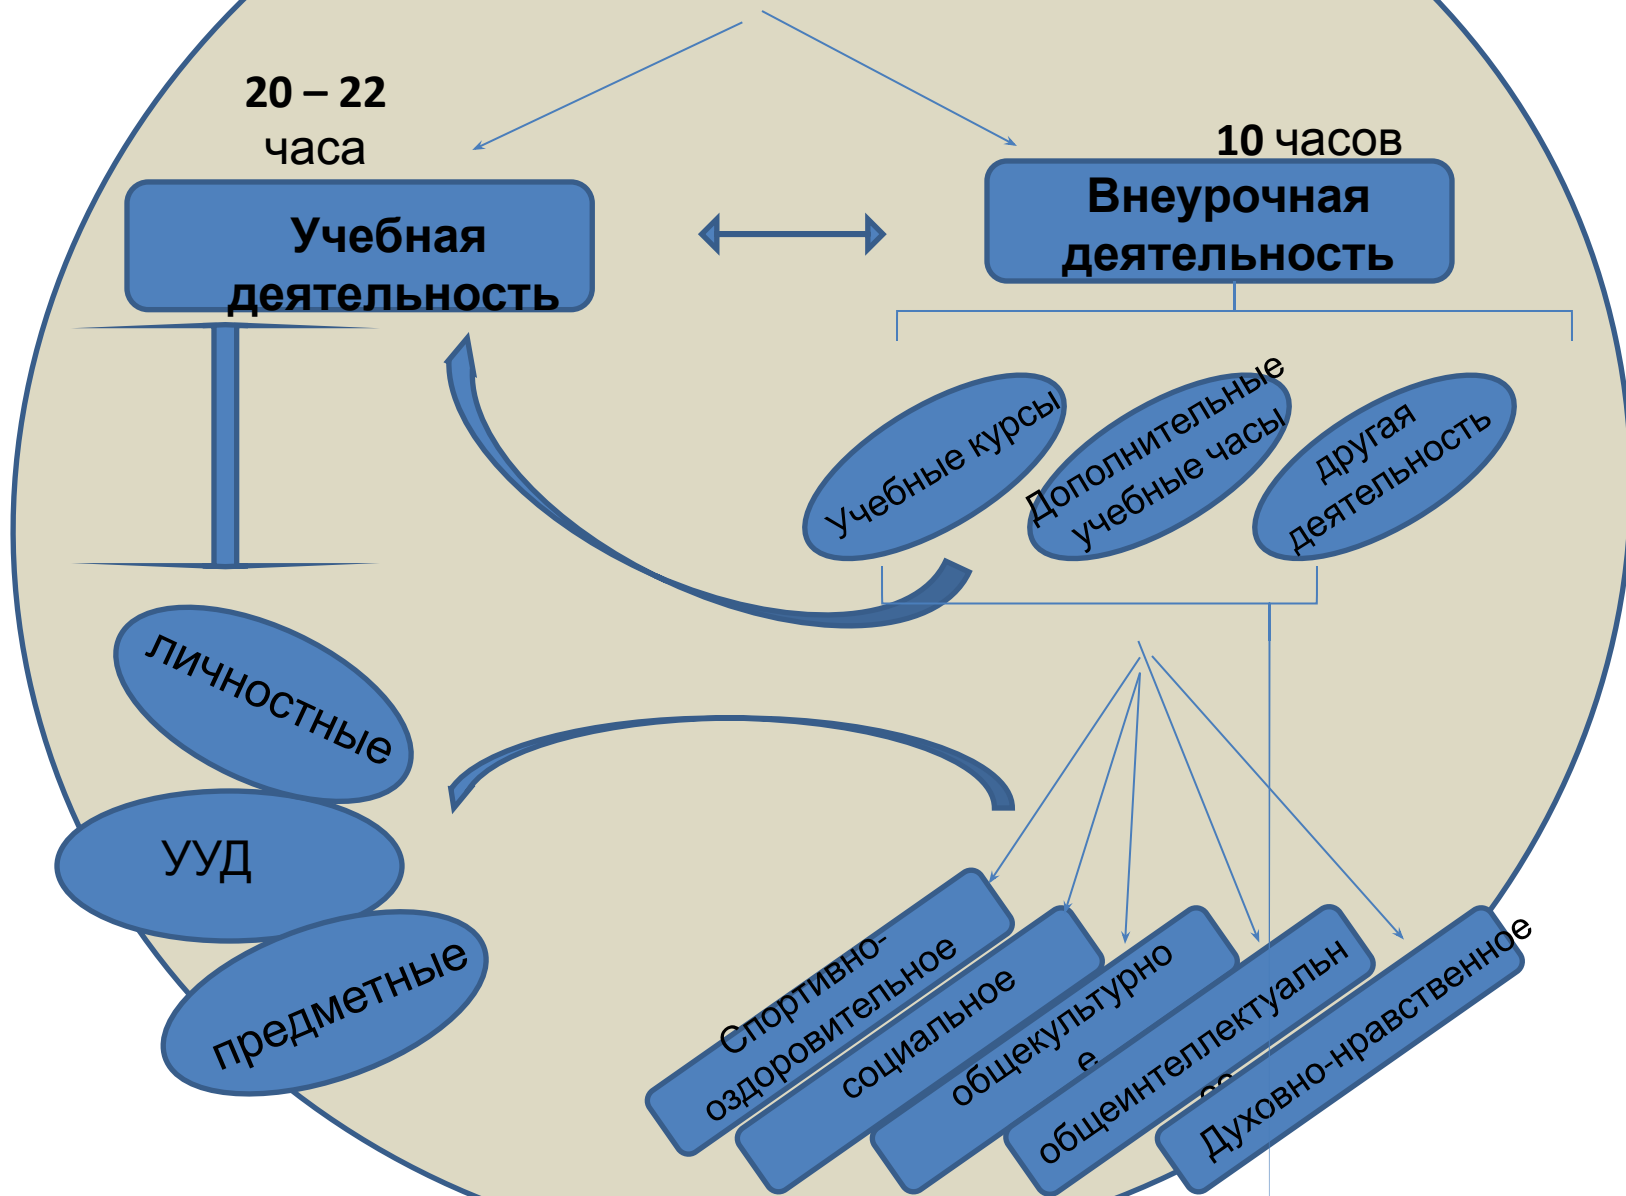 20 – 22
часа
10 часов
Учебная
деятельность
Внеурочная
деятельность
Учебные курсы
Дополнительные
учебные часы
другая
деятельность
личностные
УУД
предметные
Спортивно-
оздоровительное
социальное
общекультурно
е
общеинтеллектуальн
ое
Духовно-нравственное